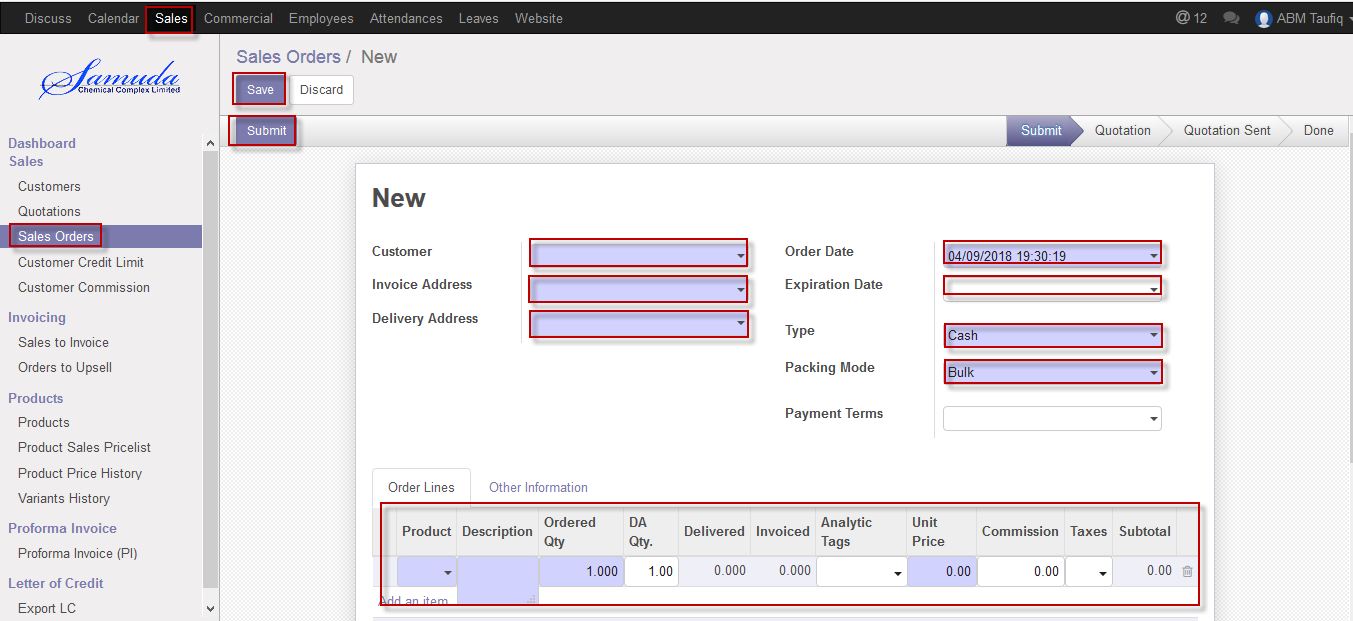 Discuss Calendar Sales Commercial Employees Attendances Leaves Website @ 12 ABM Taufiq
Samuda
Chemical Complex Limited
Sales Orders / New
Save Discard
Submit Submit Quotation Quotation Sent Done
Dashboard
Sales
Customers
Quotations
Sales Orders
Customer Credit Limit
Customer Commission
Invoicing
Sales to Invoice
Orders to Upsell
Products
Products
Product Sales Pricelist
Product Price History
Variants History
Proforma Invoice
Proforma Invoice (PI)
Letter of Credit
Export LC
New
Customer
Invoice Address
Delivery Address
Order Date 04/09/2018 19:30:19
Expiration Date
Type Cash
Packing Mode Bulk
Payment Terms
Order Lines Other Information
Product Description Ordered Qty DA Qty. Delivered Invoiced Analytic Tags Unit Price Commission Taxes Subtotal
1.000 1.00 0.000 0.000 0.00 0.00 0.00
Add an item